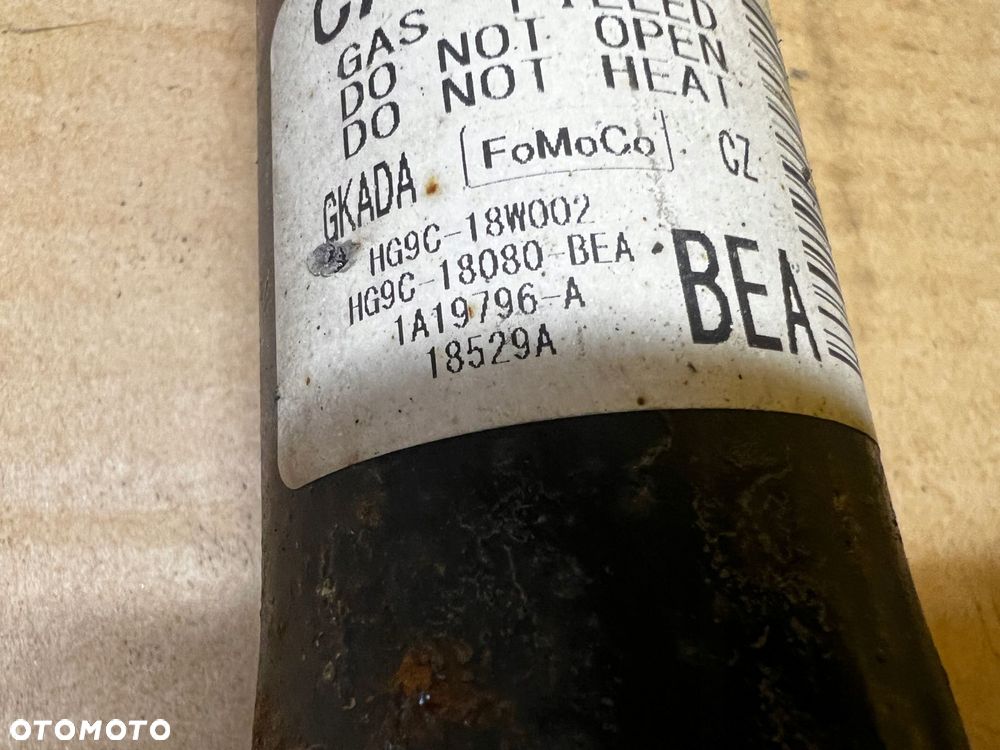 GAS
DO NOT OPEN
DO NOT HEAT
FoMoCo
CZ
GKADA
HG9C-18W002
HG9C-18080-BEA
1A19796-A
18529A
BEA
OTOMOTO